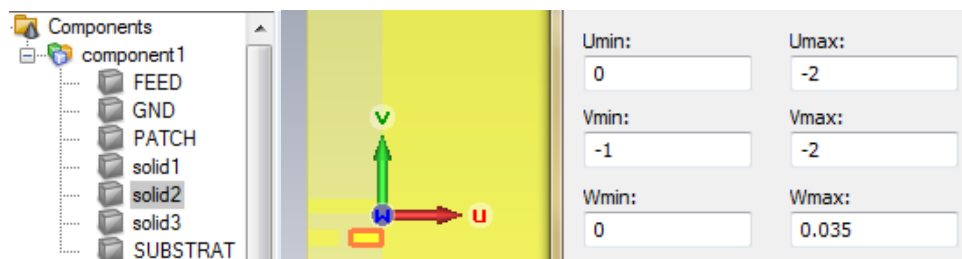 Components
component1
FEED
GND
PATCH
solid1
solid2
solid3
SUBSTRAT
v
w u
Umin: Umax:
0 -2
Vmin: Vmax:
-1 -2
Wmin: Wmax:
0 0.035